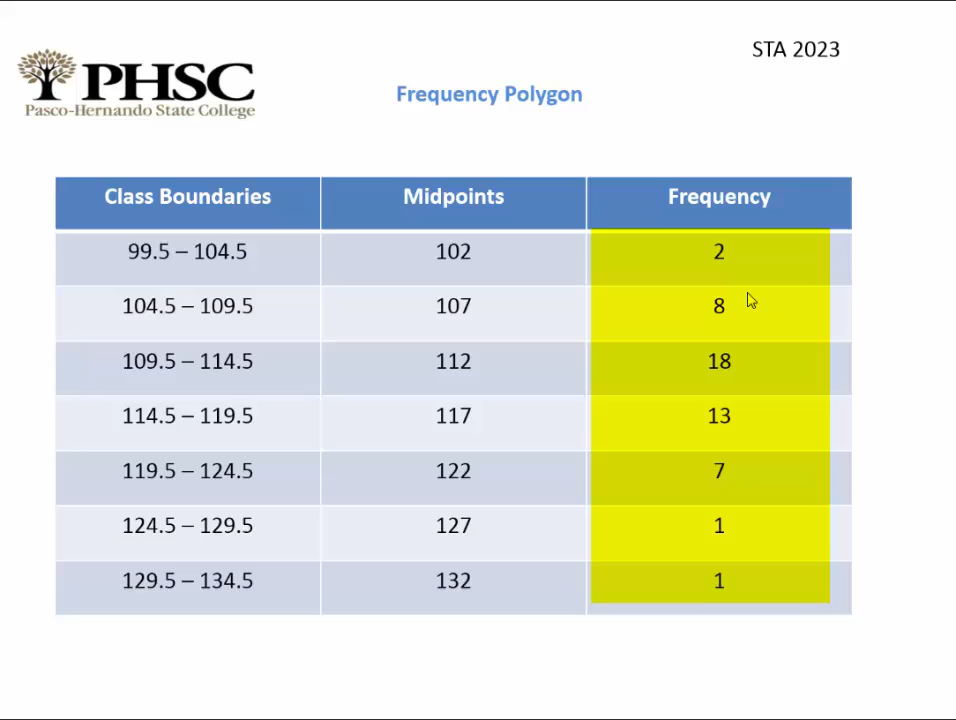 STA 2023
PHSC
Pasco-Hernando State College
Frequency Polygon
Class Boundaries Midpoints Frequency
99.5 – 104.5 102 2
104.5 – 109.5 107 8
109.5 – 114.5 112 18
114.5 – 119.5 117 13
119.5 – 124.5 122 7
124.5 – 129.5 127 1
129.5 – 134.5 132 1